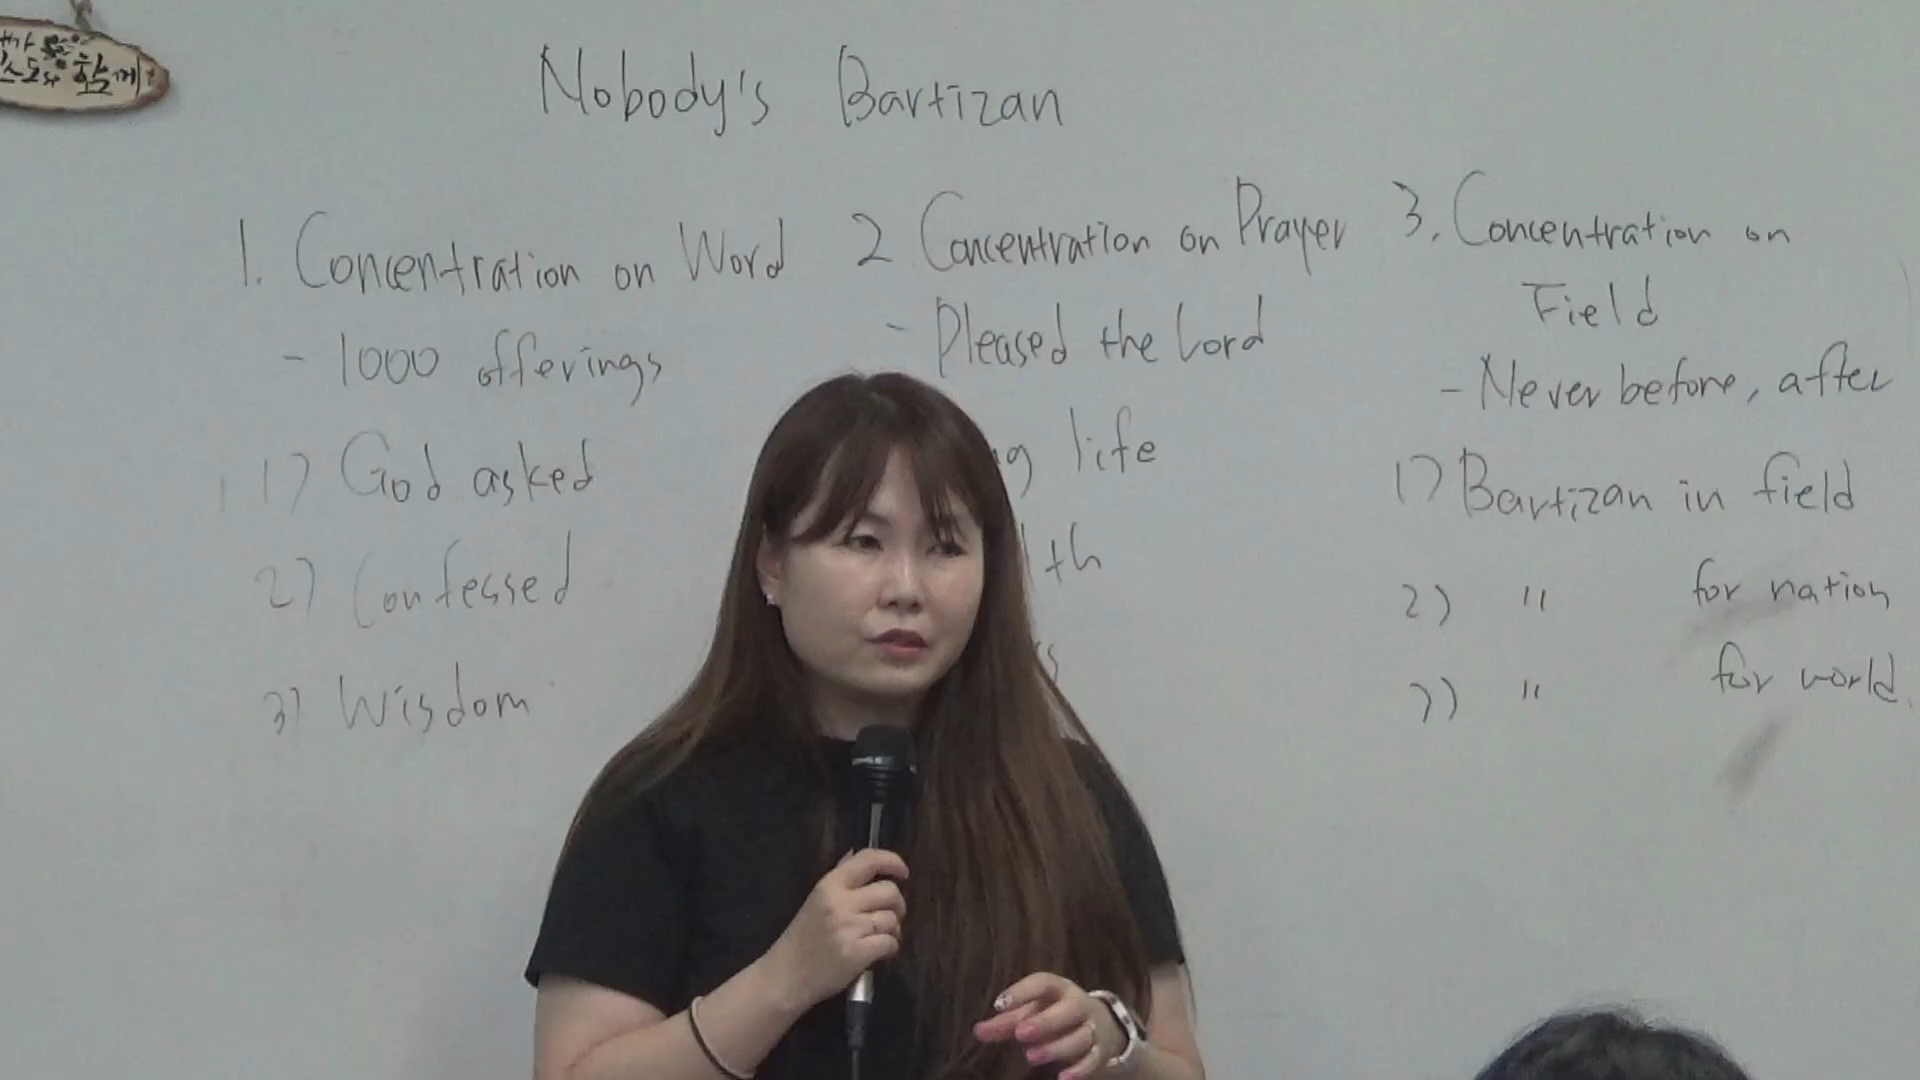 함께
Nobody's Bartizan
1. Concentration on Word
- 1000 offerings
1) God asked
2) Confessed
3) Wisdom
2 Concentration on Prayer
- Pleased the Lord
life
3. Concentration on
Field
- Never before, after
1) Bartizan in field
2) " for nation
3) " for world.